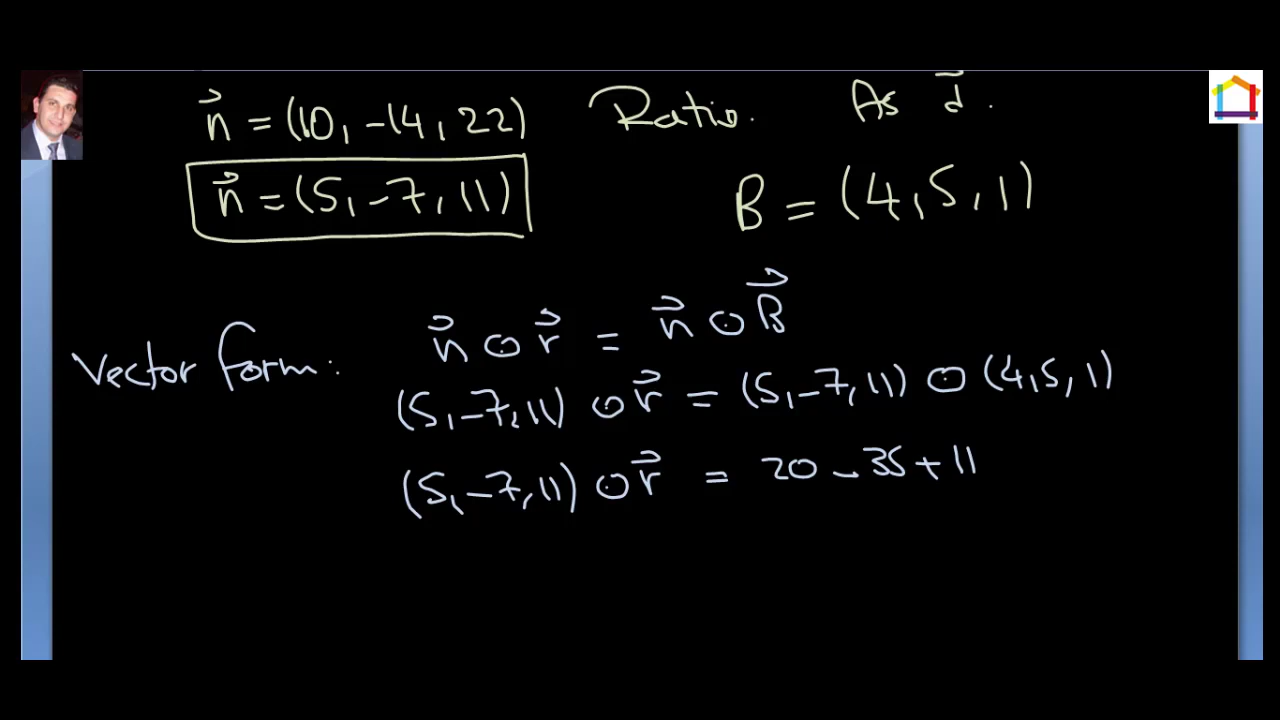 n⃗ = (10, -14, 22) Ratio. As d⃗.
n⃗ = (5, -7, 11) B = (4, 5, 1)
Vector form: n⃗ ⊙ r⃗ = n⃗ ⊙ B⃗
(5, -7, 11) ⊙ r⃗ = (5, -7, 11) ⊙ (4, 5, 1)
(5, -7, 11) ⊙ r⃗ = 20 - 35 + 11